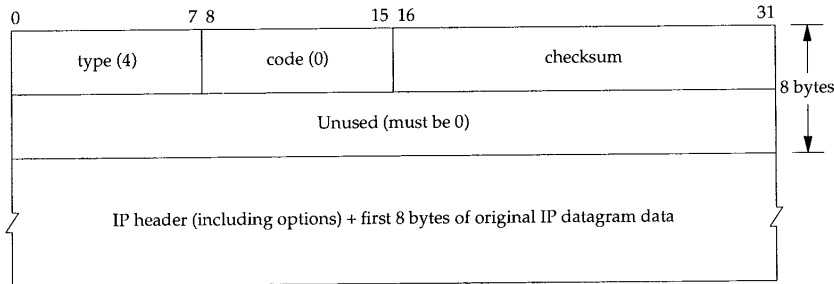 0 7 8 15 16 31
type (4) code (0) checksum
8 bytes
Unused (must be 0)
IP header (including options) + first 8 bytes of original IP datagram data